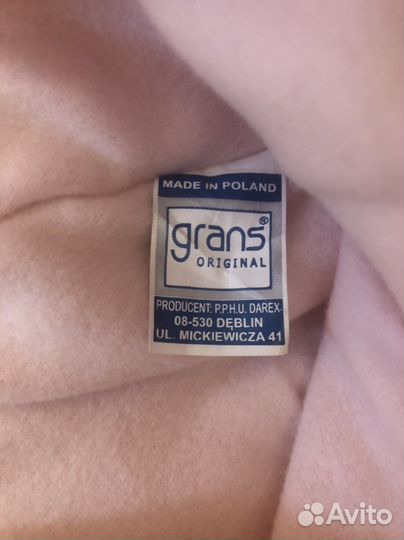 MADE IN POLAND
grans®
ORIGINAL
PRODUCENT: P.P.H.U. DAREX
08-530 DĘBLIN
UL. MICKIEWICZA 41
Avito